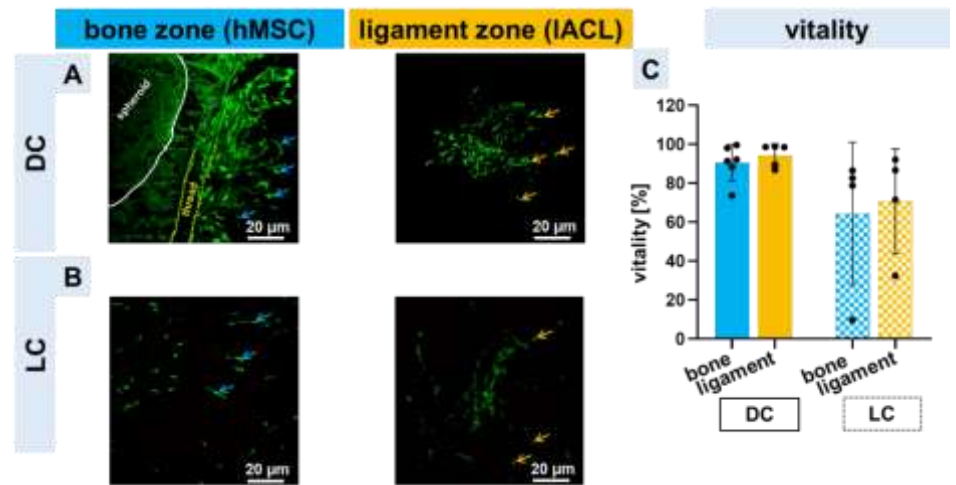 bone zone (hMSC)
ligament zone (lACL)
vitality
A
DC
spheroid
thread
20 µm
20 µm
B
LC
20 µm
20 µm
C
vitality [%]
120
100
80
60
40
20
0
bone
ligament
bone
ligament
DC
LC